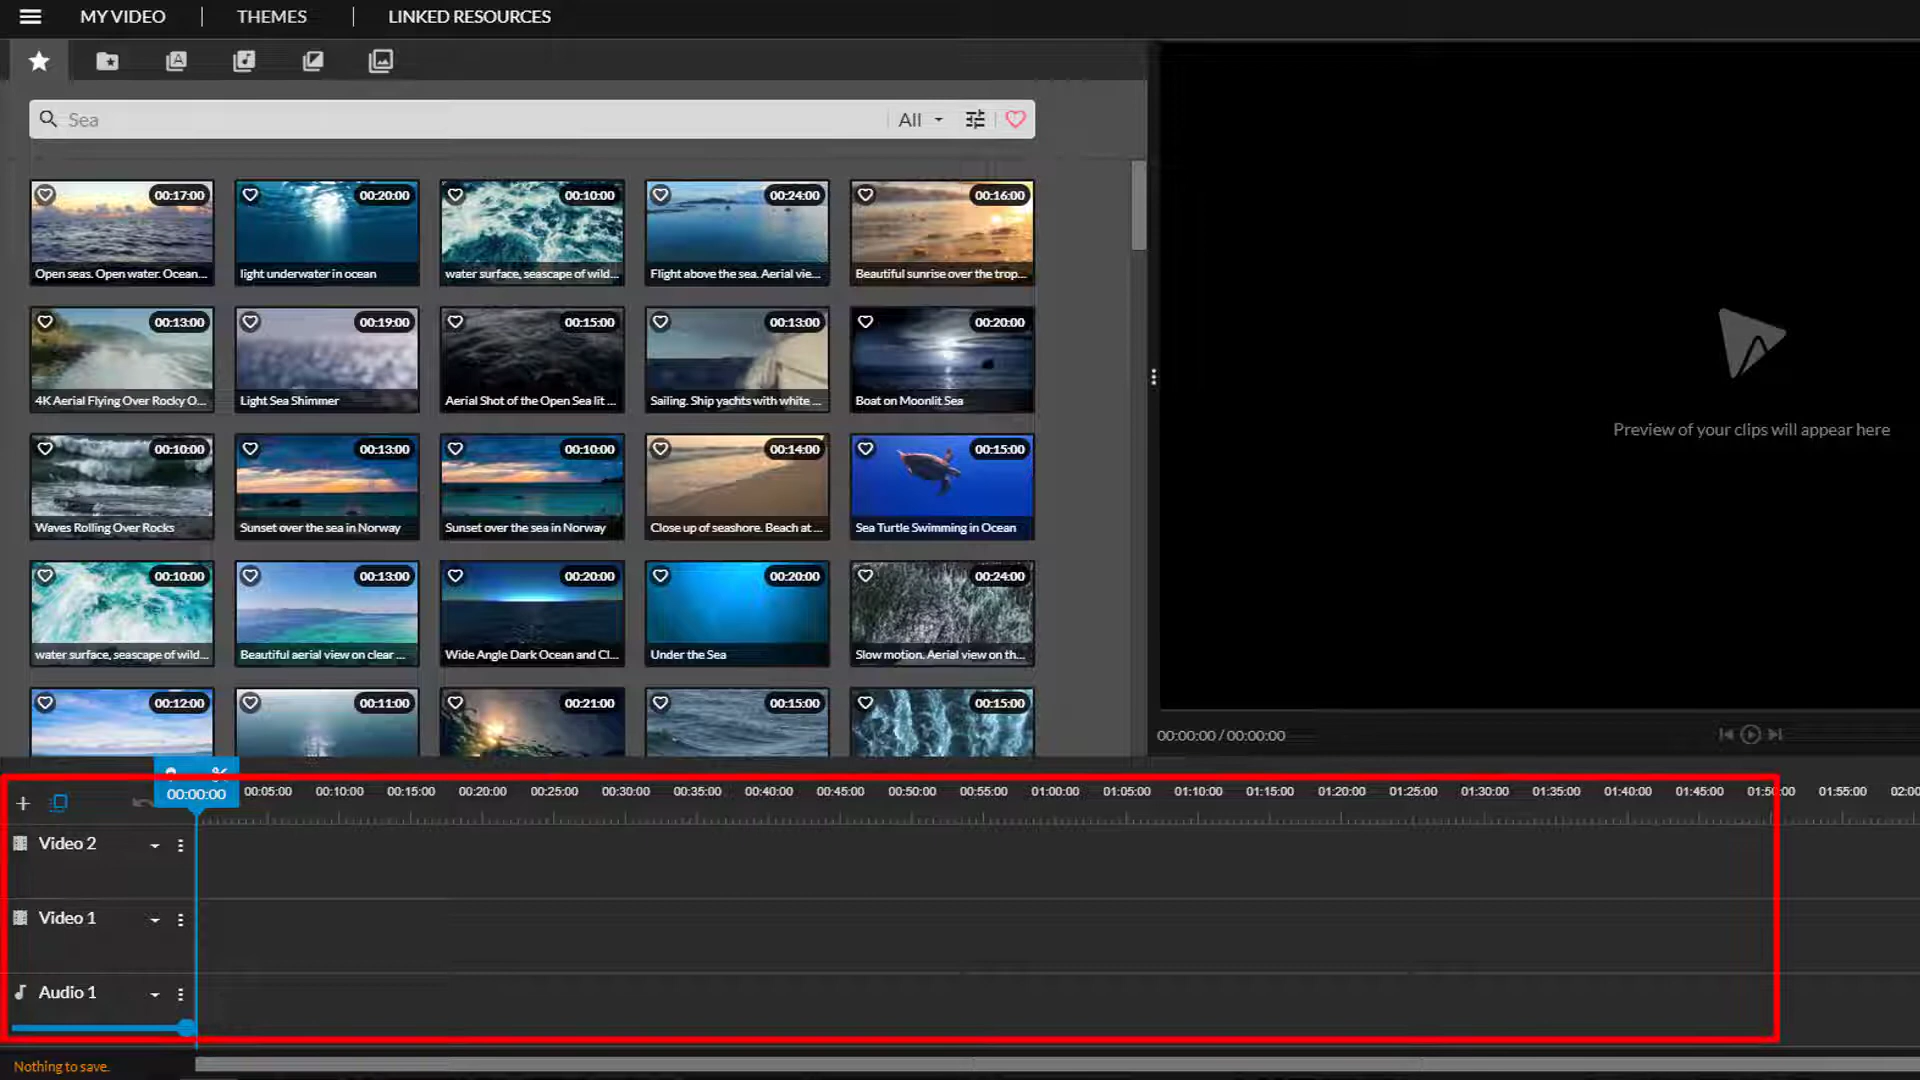 MY VIDEO
THEMES
LINKED RESOURCES
Sea
All
00:17:00
00:20:00
00:10:00
00:24:00
00:16:00
Open seas. Open water. Ocean...
light underwater in ocean
water surface, seascape of wild...
Flight above the sea. Aerial vie...
Beautiful sunrise over the trop...
00:13:00
00:19:00
00:15:00
00:13:00
00:20:00
4K Aerial Flying Over Rocky O...
Light Sea Shimmer
Aerial Shot of the Open Sea lit ...
Sailing. Ship yachts with white ...
Boat on Moonlit Sea
00:10:00
00:13:00
00:10:00
00:14:00
00:15:00
Waves Rolling Over Rocks
Sunset over the sea in Norway
Sunset over the sea in Norway
Close up of seashore. Beach at ...
Sea Turtle Swimming in Ocean
00:10:00
00:13:00
00:20:00
00:20:00
00:24:00
water surface, seascape of wild...
Beautiful aerial view on clear ...
Wide Angle Dark Ocean and Cl...
Under the Sea
Slow motion. Aerial view on th...
00:12:00
00:11:00
00:21:00
00:15:00
00:15:00
Preview of your clips will appear here
00:00:00 / 00:00:00
00:00:00
00:05:00
00:10:00
00:15:00
00:20:00
00:25:00
00:30:00
00:35:00
00:40:00
00:45:00
00:50:00
00:55:00
01:00:00
01:05:00
01:10:00
01:15:00
01:20:00
01:25:00
01:30:00
01:35:00
01:40:00
01:45:00
01:50:00
01:55:00
02:00
Video 2
Video 1
Audio 1
Nothing to save.